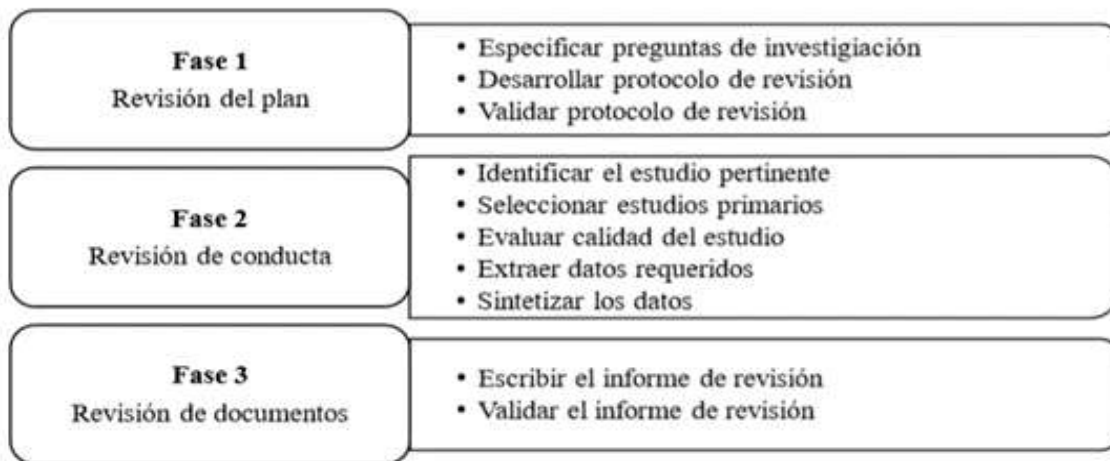 Fase 1
Revisión del plan
• Especificar preguntas de investigiación
• Desarrollar protocolo de revisión
• Validar protocolo de revisión
Fase 2
Revisión de conducta
• Identificar el estudio pertinente
• Seleccionar estudios primarios
• Evaluar calidad del estudio
• Extraer datos requeridos
• Sintetizar los datos
Fase 3
Revisión de documentos
• Escribir el informe de revisión
• Validar el informe de revisión